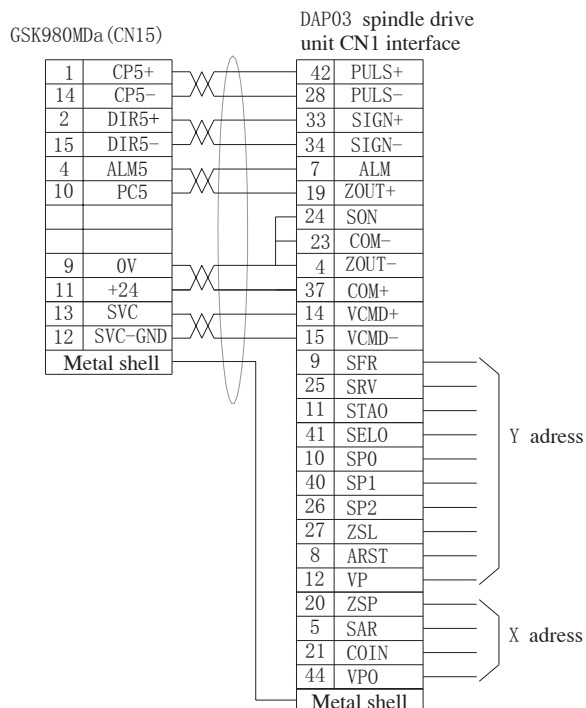 GSK980MDa(CN15)
DAP03 spindle drive
unit CN1 interface
1 CP5+
14 CP5-
2 DIR5+
15 DIR5-
4 ALM5
10 PC5
9 0V
11 +24
13 SVC
12 SVC-GND
Metal shell
42 PULS+
28 PULS-
33 SIGN+
34 SIGN-
7 ALM
19 ZOUT+
24 SON
23 COM-
4 ZOUT-
37 COM+
14 VCMD+
15 VCMD-
9 SFR
25 SRV
11 STAO
41 SELO
10 SP0
40 SP1
26 SP2
27 ZSL
8 ARST
12 VP
20 ZSP
5 SAR
21 COIN
44 VPO
Metal shell
Y adress
X adress